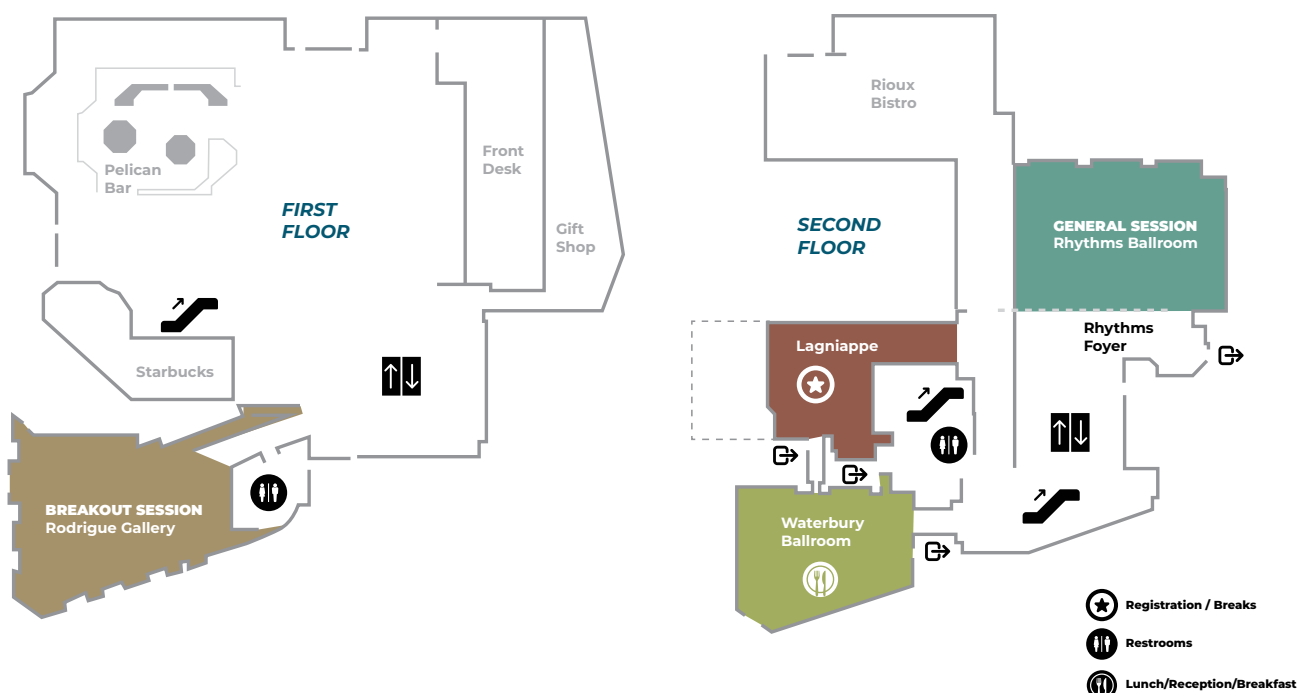 Pelican
Bar
FIRST
FLOOR
Front
Desk
Gift
Shop
Starbucks
BREAKOUT SESSION
Rodrigue Gallery
Rioux
Bistro
SECOND
FLOOR
GENERAL SESSION
Rhythms Ballroom
Rhythms
Foyer
Lagniappe
Waterbury
Ballroom
Registration / Breaks
Restrooms
Lunch/Reception/Breakfast